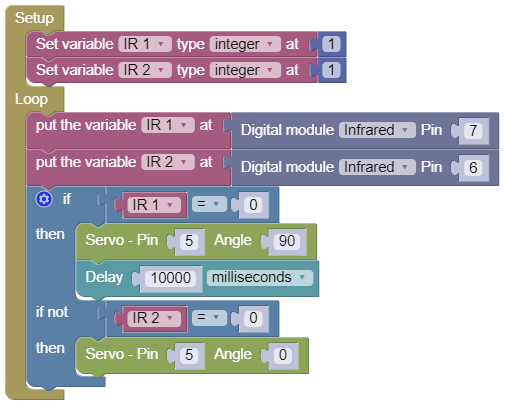 Setup
Set variable IR 1 type integer at 1
Set variable IR 2 type integer at 1
Loop
put the variable IR 1 at Digital module Infrared Pin 7
put the variable IR 2 at Digital module Infrared Pin 6
if IR 1 = 0
then Servo - Pin 5 Angle 90
Delay 10000 milliseconds
if not IR 2 = 0
then Servo - Pin 5 Angle 0